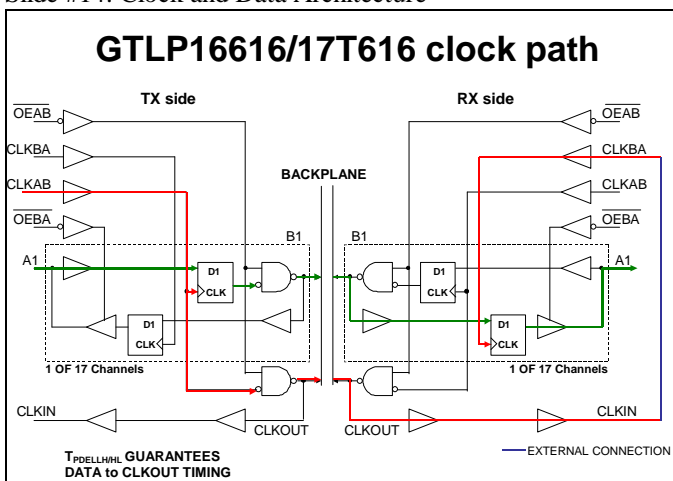 Slide #14: Clock and Data Architecture
GTLP16616/17T616 clock path
TX side
RX side
OEAB
OEAB
CLKBA
CLKBA
BACKPLANE
CLKAB
CLKAB
OEBA
OEBA
B1
B1
A1
A1
D1
CLK
D1
CLK
D1
CLK
D1
CLK
1 OF 17 Channels
1 OF 17 Channels
CLKIN
CLKIN
CLKOUT
CLKOUT
TPDELLH/HL GUARANTEES
DATA to CLKOUT TIMING
EXTERNAL CONNECTION